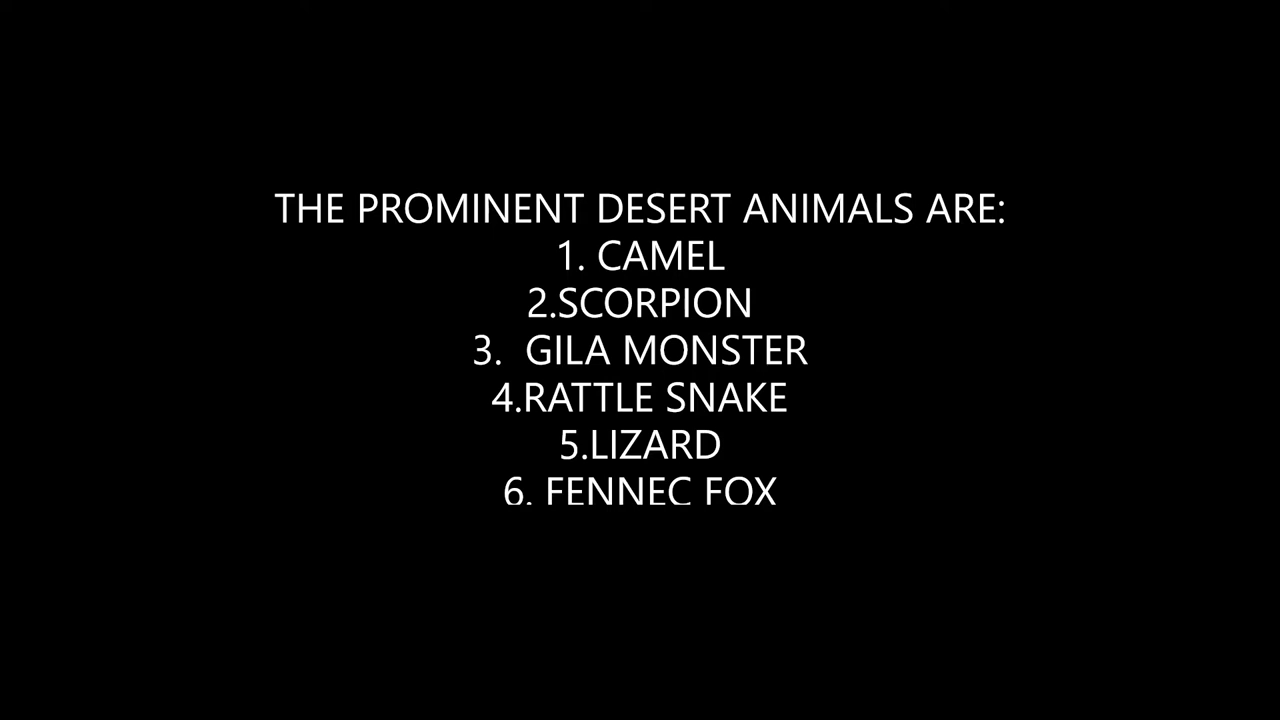 THE PROMINENT DESERT ANIMALS ARE:
1. CAMEL
2.SCORPION
3.  GILA MONSTER
4.RATTLE SNAKE
5.LIZARD
6. FENNEC FOX